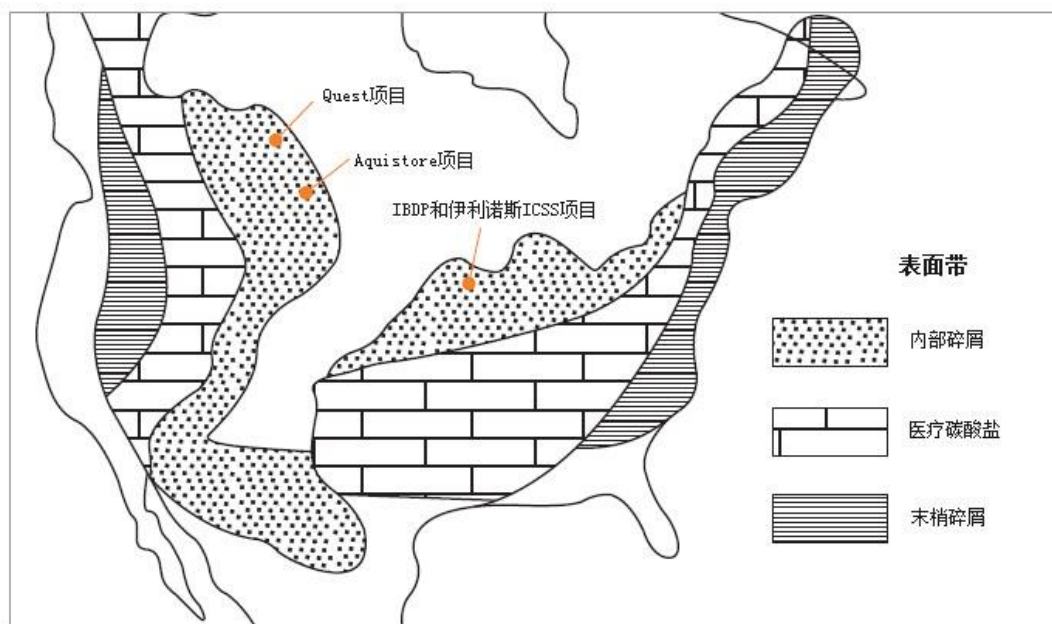 Quest项目
Aquistore项目
IBDP和伊利诺斯ICSS项目
表面带
内部碎屑
医疗碳酸盐
末梢碎屑